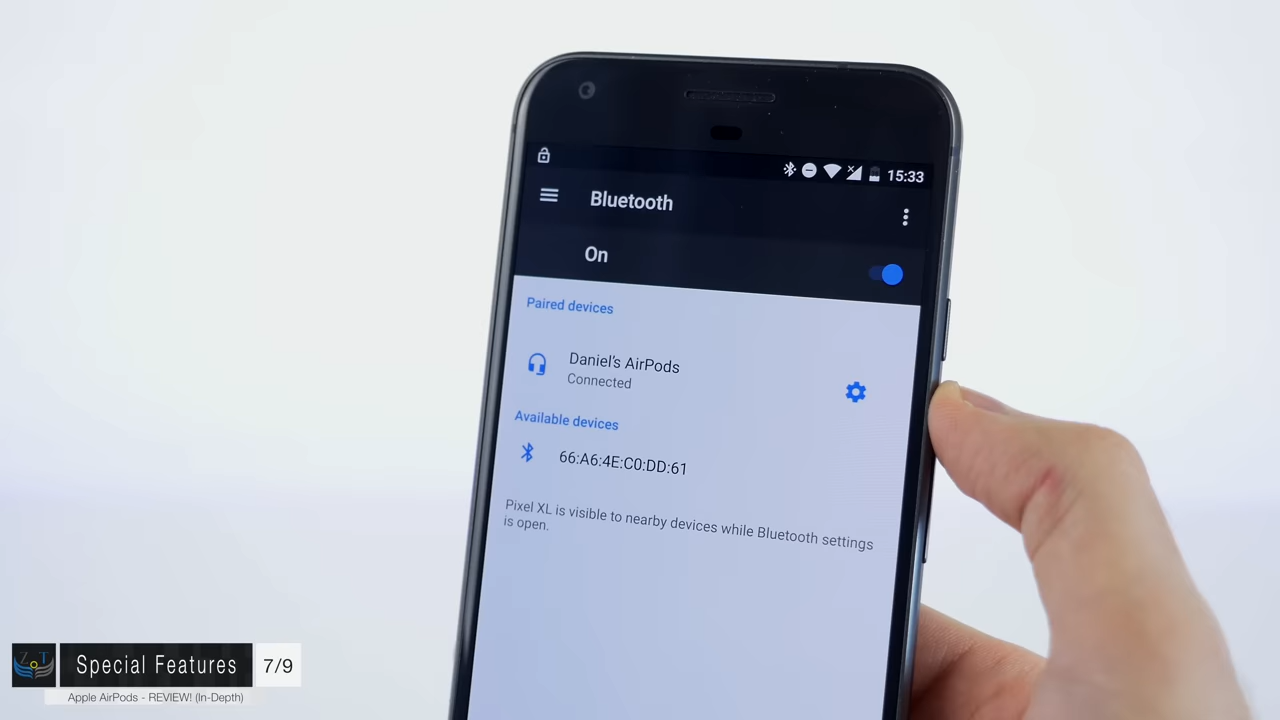 15:33
Bluetooth
On
Paired devices
Daniel's AirPods
Connected
Available devices
66:A6:4E:C0:DD:61
Pixel XL is visible to nearby devices while Bluetooth settings
is open.
ZoT
Special Features
7/9
Apple AirPods - REVIEW! (In-Depth)